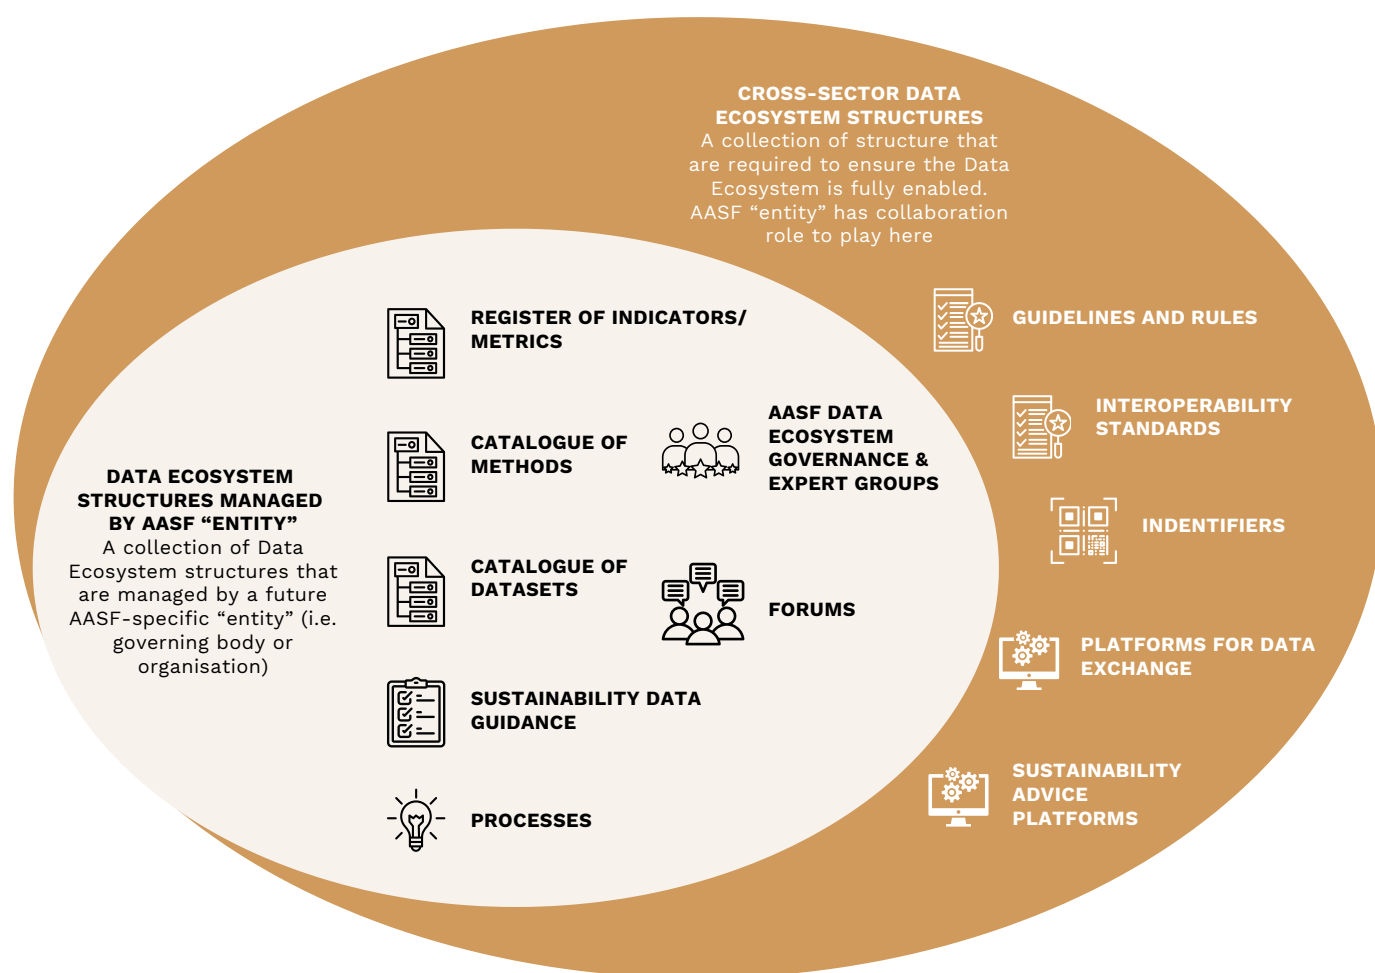 CROSS-SECTOR DATA
ECOSYSTEM STRUCTURES
A collection of structure that
are required to ensure the Data
Ecosystem is fully enabled.
AASF “entity” has collaboration
role to play here
DATA ECOSYSTEM
STRUCTURES MANAGED
BY AASF “ENTITY”
A collection of Data
Ecosystem structures that
are managed by a future
AASF-specific “entity” (i.e.
governing body or
organisation)
REGISTER OF INDICATORS/
METRICS
CATALOGUE OF
METHODS
CATALOGUE OF
DATASETS
SUSTAINABILITY DATA
GUIDANCE
PROCESSES
AASF DATA
ECOSYSTEM
GOVERNANCE &
EXPERT GROUPS
FORUMS
GUIDELINES AND RULES
INTEROPERABILITY
STANDARDS
INDENTIFIERS
PLATFORMS FOR DATA
EXCHANGE
SUSTAINABILITY
ADVICE
PLATFORMS